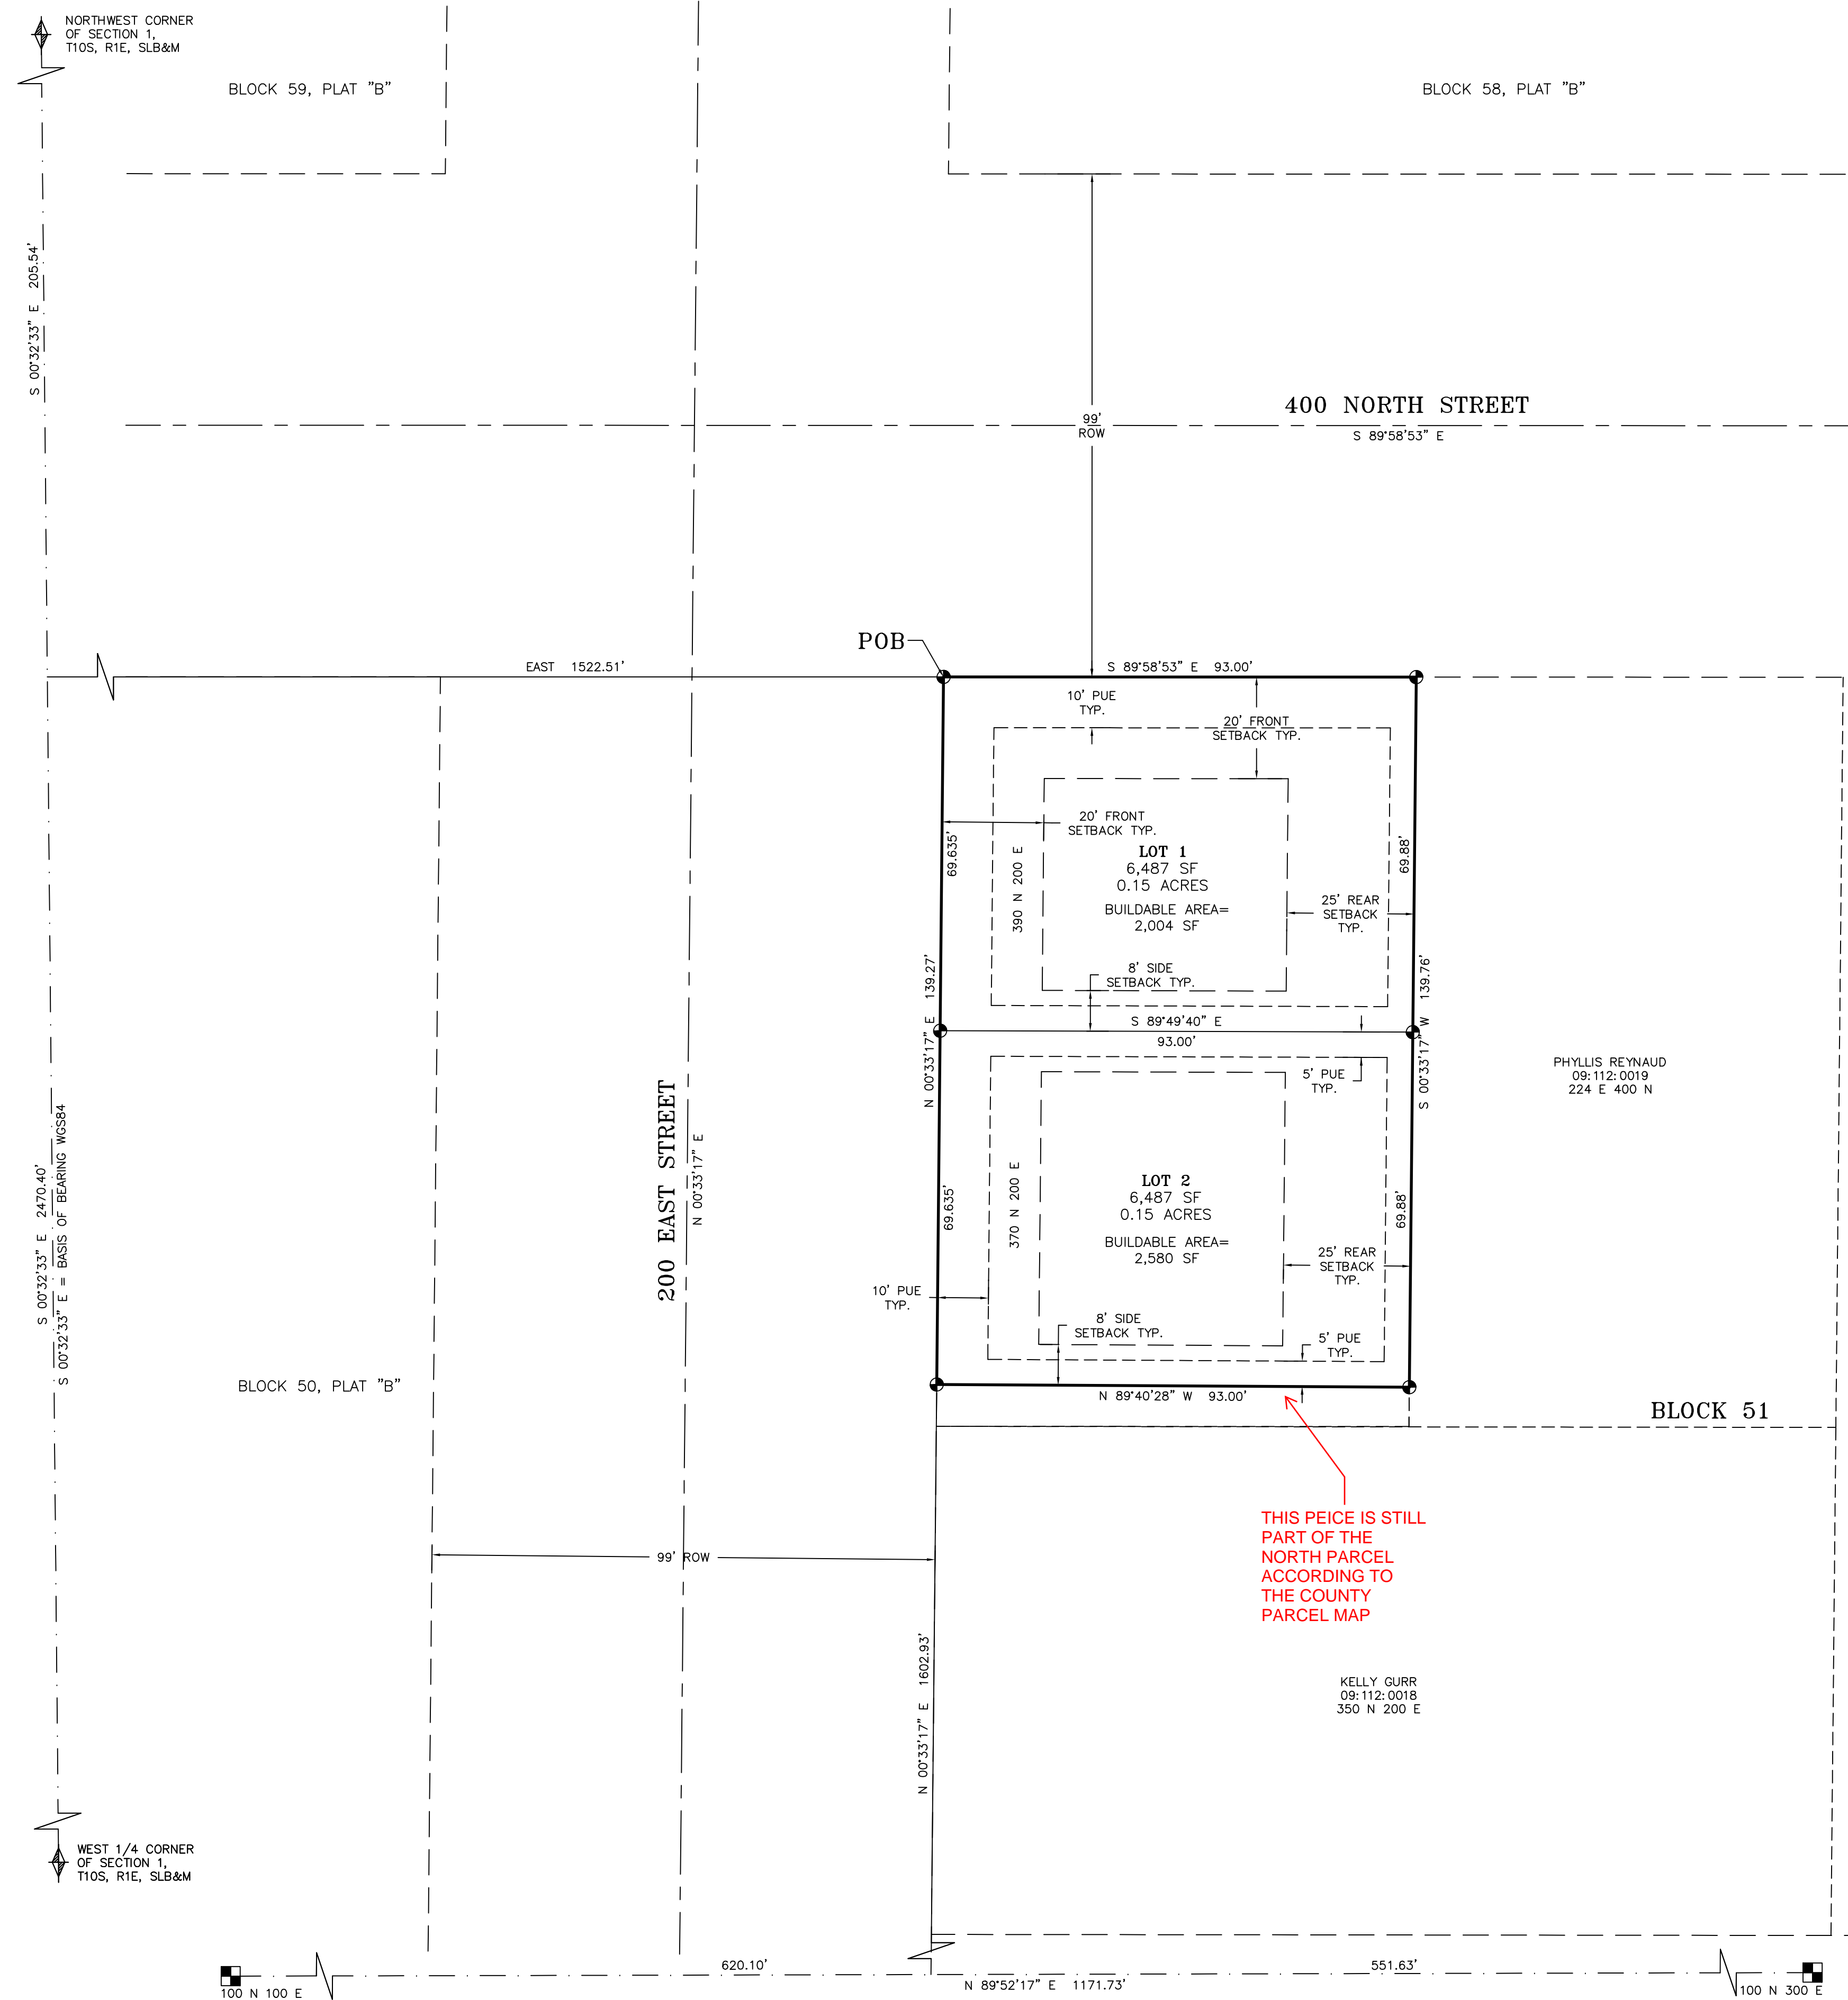 NORTHWEST CORNER
OF SECTION 1,
T10S, R1E, SLB&M
BLOCK 59, PLAT "B"
BLOCK 58, PLAT "B"
S 00°32'33" E 205.54'
400 NORTH STREET
S 89°58'53" E
99'
ROW
POB
EAST 1522.51'
S 89°58'53" E 93.00'
10' PUE
TYP.
20' FRONT
SETBACK TYP.
20' FRONT
SETBACK TYP.
69.635'
390 N 200 E
LOT 1
6,487 SF
0.15 ACRES
BUILDABLE AREA=
2,004 SF
69.88'
25' REAR
SETBACK
TYP.
8' SIDE
SETBACK TYP.
N 00°33'17" E 139.27'
S 00°33'17" W 139.76'
S 89°49'40" E
93.00'
5' PUE
TYP.
PHYLLIS REYNAUD
09:112:0019
224 E 400 N
200 EAST STREET
N 00°33'17" E
S 00°32'33" E 2470.40'
S 00°32'33" E = BASIS OF BEARING WGS84
69.635'
370 N 200 E
LOT 2
6,487 SF
0.15 ACRES
BUILDABLE AREA=
2,580 SF
69.88'
25' REAR
SETBACK
TYP.
10' PUE
TYP.
8' SIDE
SETBACK TYP.
5' PUE
TYP.
BLOCK 50, PLAT "B"
N 89°40'28" W 93.00'
BLOCK 51
THIS PEICE IS STILL
PART OF THE
NORTH PARCEL
ACCORDING TO
THE COUNTY
PARCEL MAP
99' ROW
N 00°33'17" E 1602.93'
KELLY GURR
09:112:0018
350 N 200 E
WEST 1/4 CORNER
OF SECTION 1,
T10S, R1E, SLB&M
620.10'
551.63'
100 N 100 E
N 89°52'17" E 1171.73'
100 N 300 E